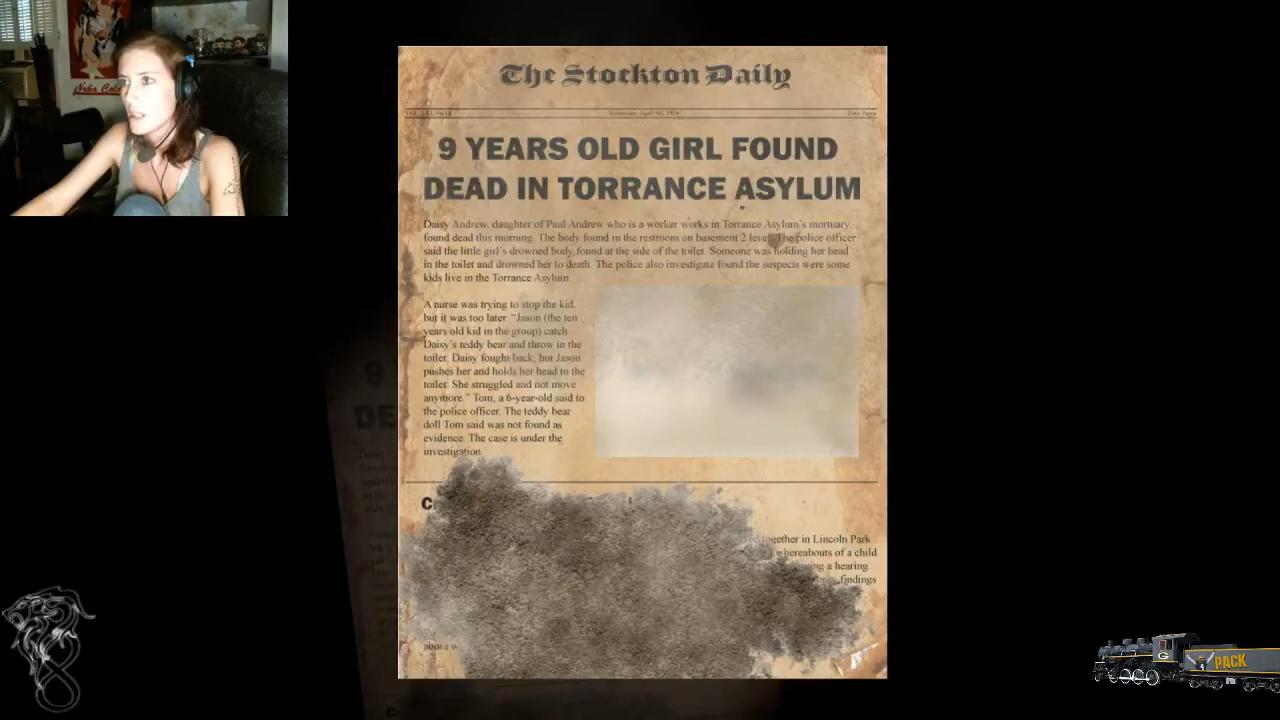 Nuka Cola
The Stockton Daily
Wednesday, April 5th, 1956
9 YEARS OLD GIRL FOUND
DEAD IN TORRANCE ASYLUM
Daisy Andrew, daughter of Paul Andrew who is a worker works in Torrance Asylum's mortuary,
found dead this morning. The body found in the restroom on basement 2 level. The police officer
said the little girl's drowned body found at the side of the toilet. Someone was holding her head
in the toilet and drowned her to death. The police also investigate found the suspects were some
kids live in the Torrance Asylum.
A nurse was trying to stop the kid,
but it was too later. "Jason (the ten
years old kid in the group) catch
Daisy's teddy bear and throw in the
toilet. Daisy fought back, but Jason
pushes her and holds her head to the
toilet. She struggled and not move
anymore." Tom, a 6-year-old said to
the police officer. The teddy bear
doll Tom said was not found as
evidence. The case is under the
investigation.
together in Lincoln Park
whereabouts of a child
a hearing
findings
about
G
PACK